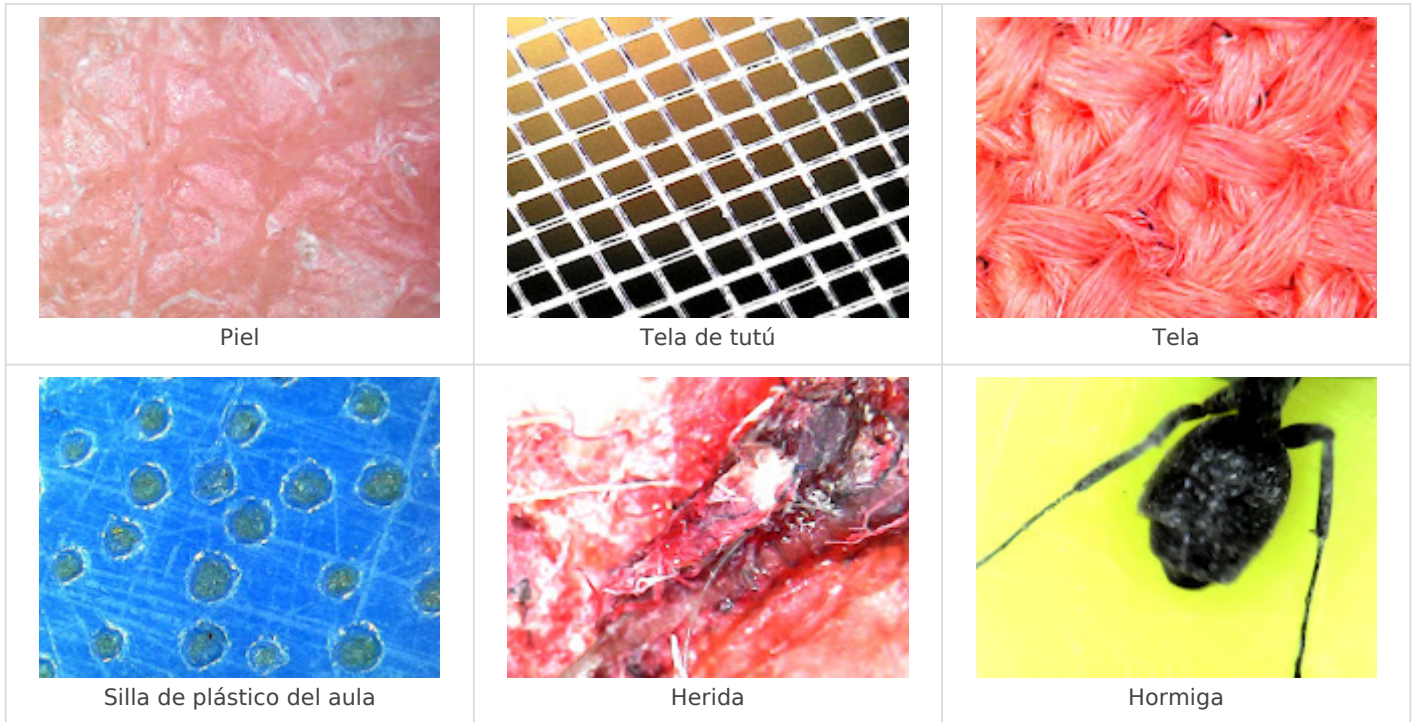 Piel
Tela de tutú
Tela
Silla de plástico del aula
Herida
Hormiga